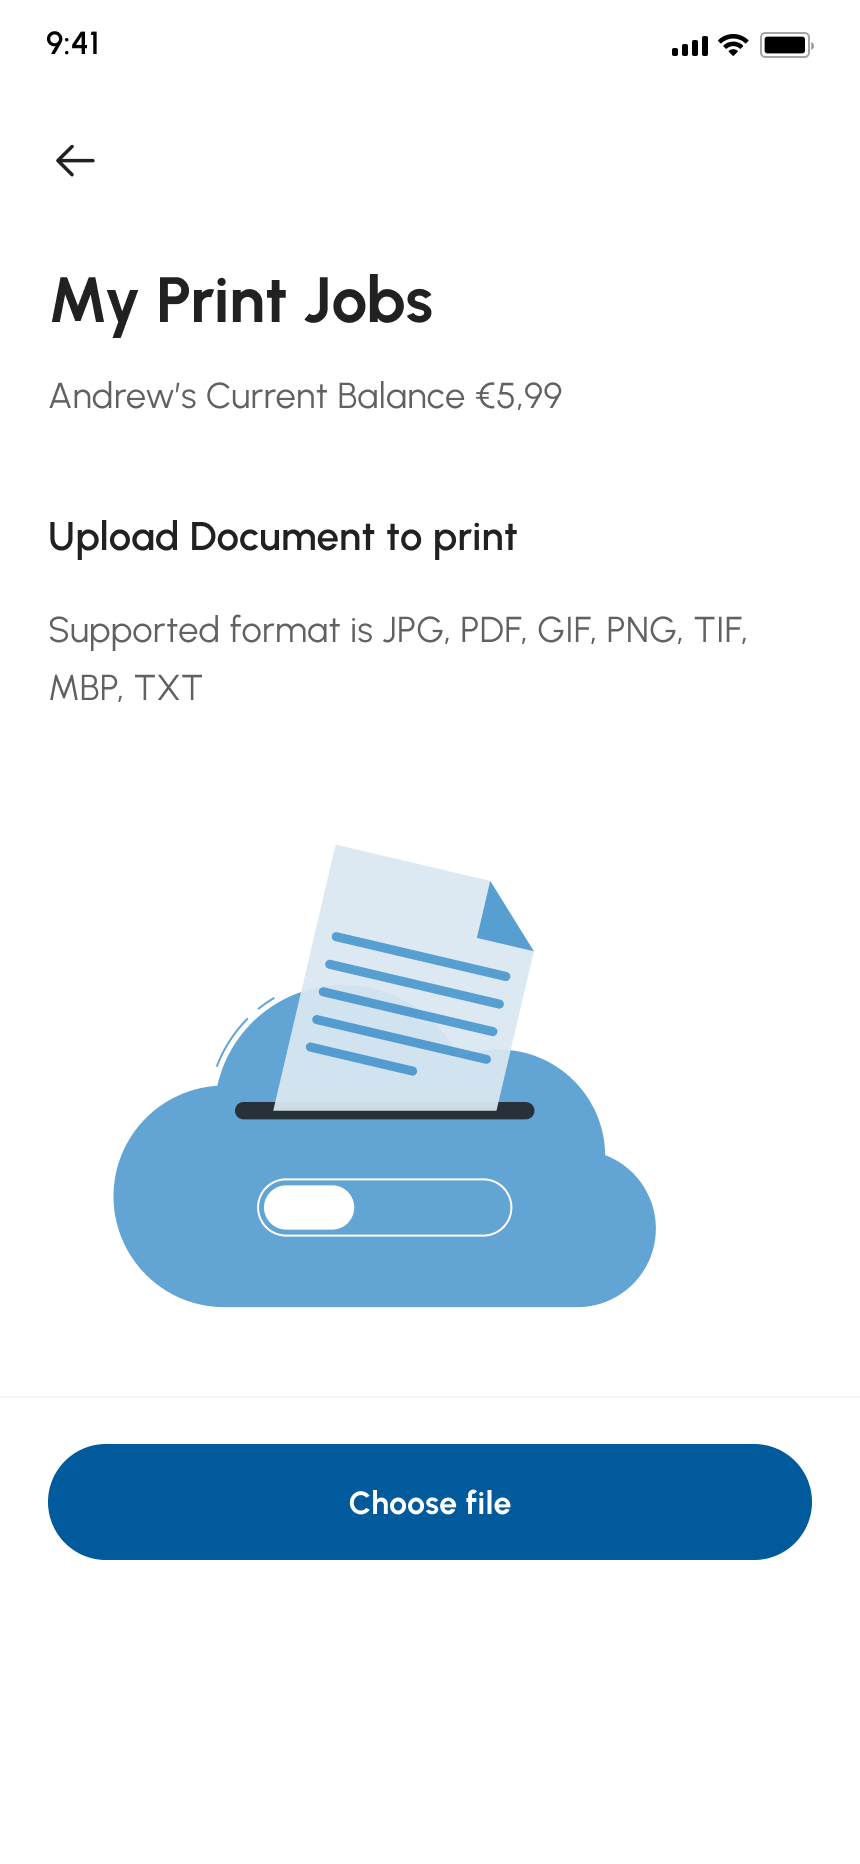 9:41
My Print Jobs
Andrew's Current Balance €5,99
Upload Document to print
Supported format is JPG, PDF, GIF, PNG, TIF,
MBP, TXT
Choose file